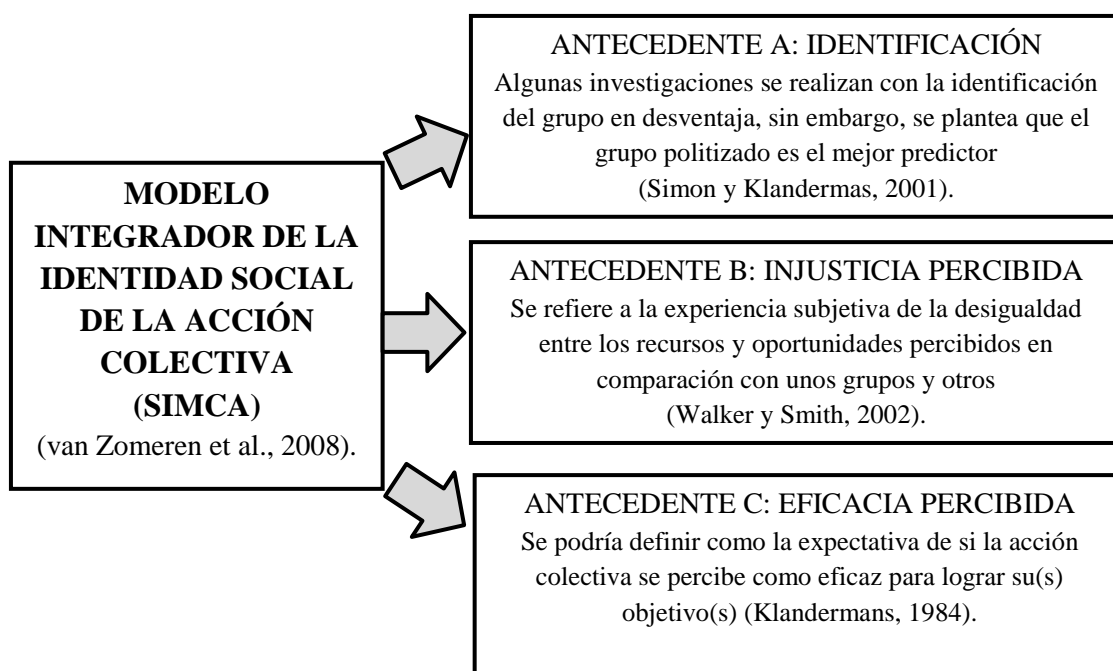 MODELO
INTEGRADOR DE LA
IDENTIDAD SOCIAL
DE LA ACCIÓN
COLECTIVA
(SIMCA)
(van Zomeren et al., 2008).
ANTECEDENTE A: IDENTIFICACIÓN
Algunas investigaciones se realizan con la identificación
del grupo en desventaja, sin embargo, se plantea que el
grupo politizado es el mejor predictor
(Simon y Klandermas, 2001).
ANTECEDENTE B: INJUSTICIA PERCIBIDA
Se refiere a la experiencia subjetiva de la desigualdad
entre los recursos y oportunidades percibidos en
comparación con unos grupos y otros
(Walker y Smith, 2002).
ANTECEDENTE C: EFICACIA PERCIBIDA
Se podría definir como la expectativa de si la acción
colectiva se percibe como eficaz para lograr su(s)
objetivo(s) (Klandermans, 1984).